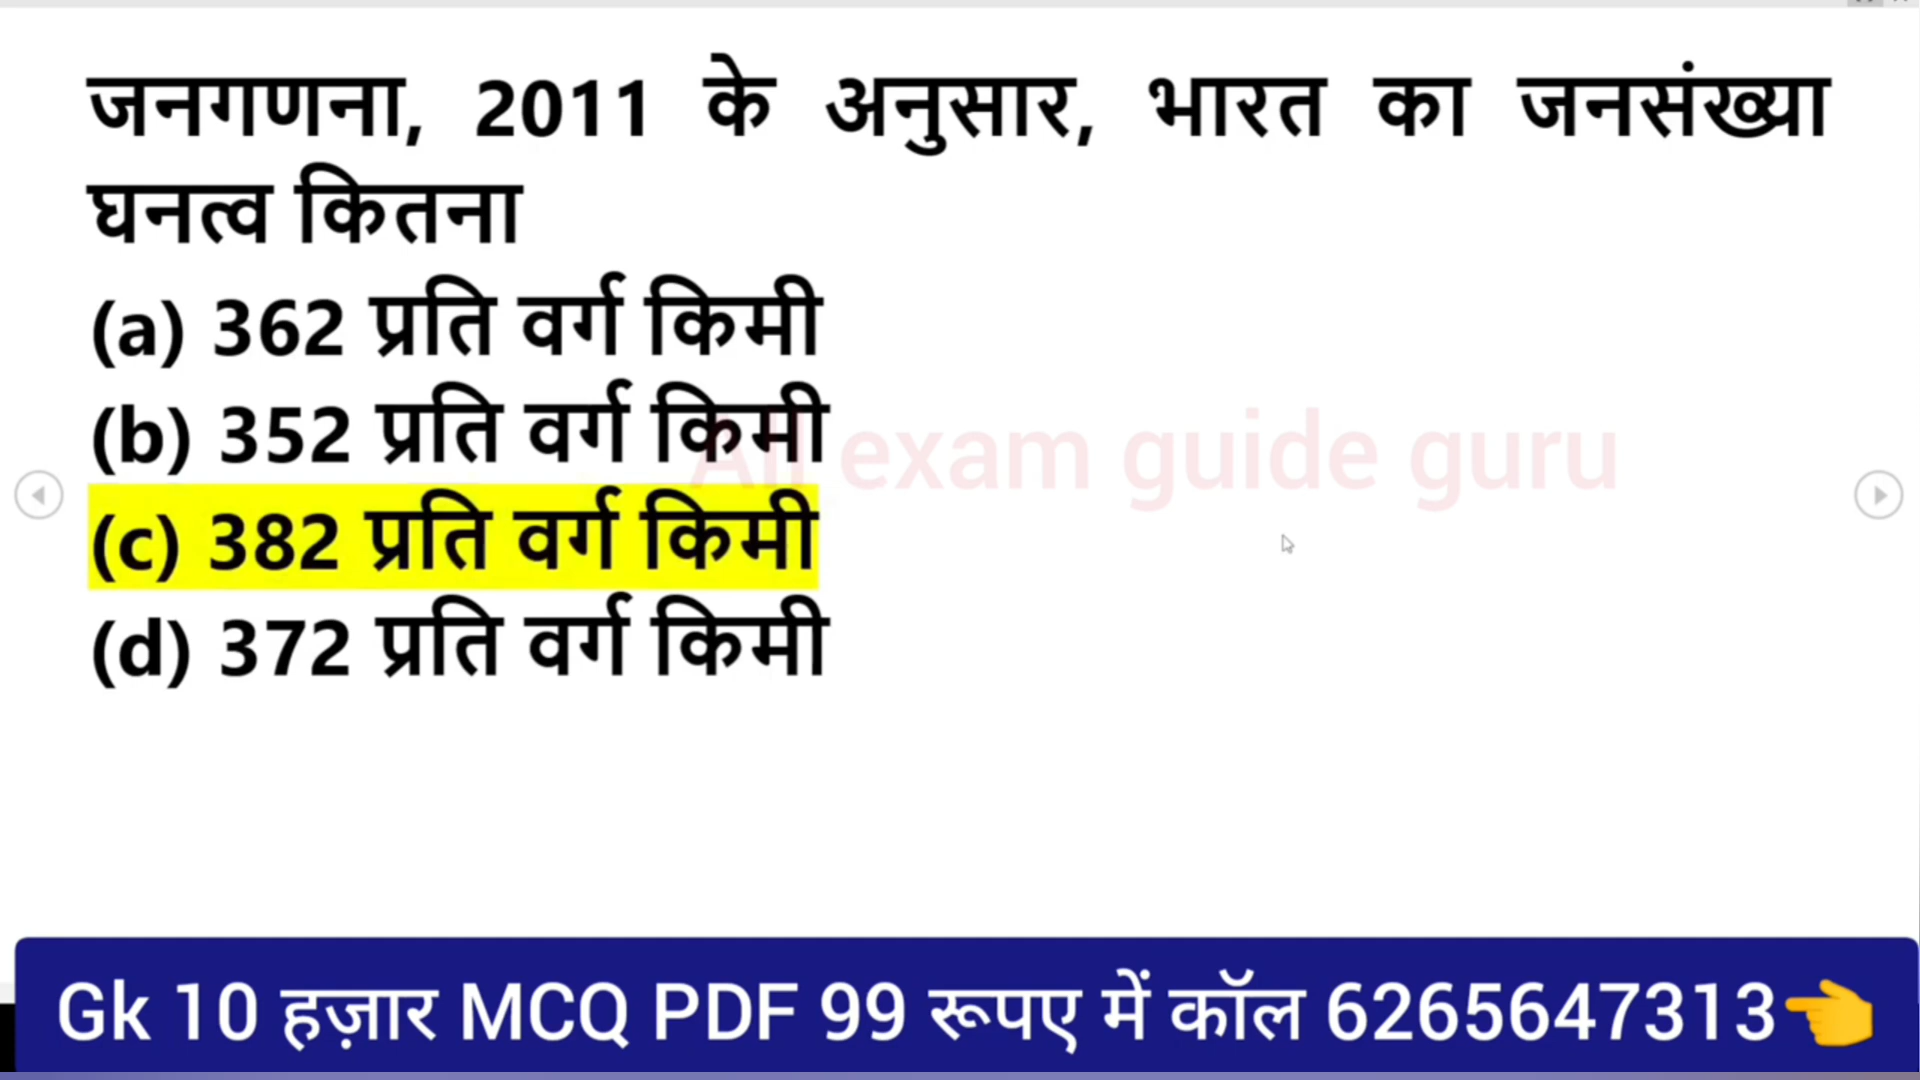 जनगणना, 2011 के अनुसार, भारत का जनसंख्या
घनत्व कितना
(a) 362 प्रति वर्ग किमी
(b) 352 प्रति वर्ग किमी
All exam guide guru
(c) 382 प्रति वर्ग किमी
(d) 372 प्रति वर्ग किमी
Gk 10 हज़ार MCQ PDF 99 रूपए में कॉल 6265647313👈